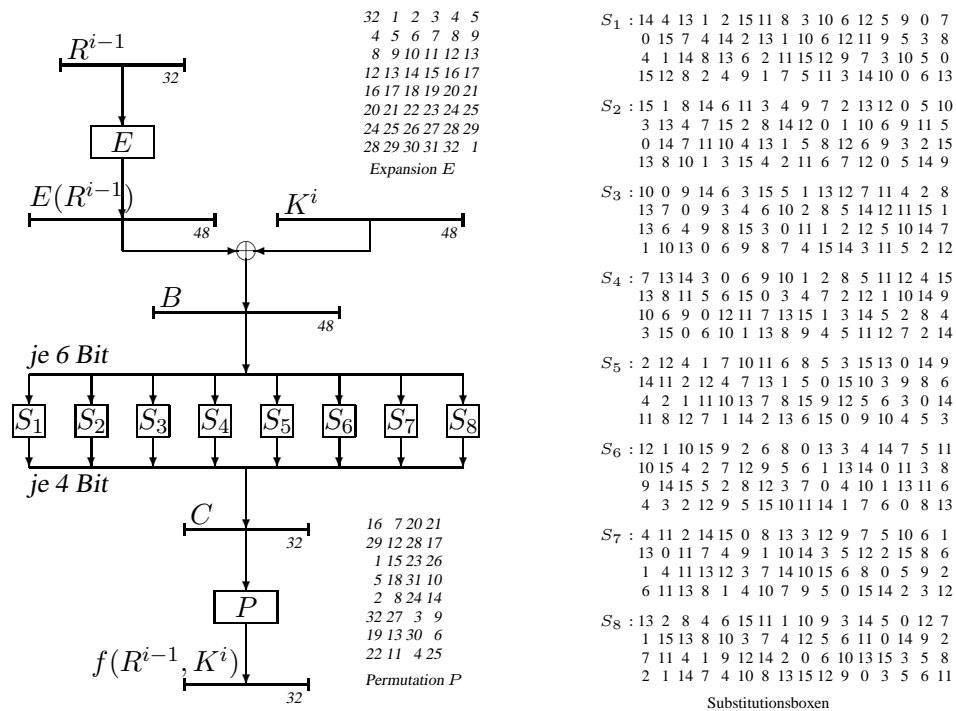 R^{i−1}
32
E
E(R^{i−1})
48
K^i
48
B
48
je 6 Bit
S_1 S_2 S_3 S_4 S_5 S_6 S_7 S_8
je 4 Bit
C
32
P
f(R^{i−1}, K^i)
32
32 1 2 3 4 5
4 5 6 7 8 9
8 9 10 11 12 13
12 13 14 15 16 17
16 17 18 19 20 21
20 21 22 23 24 25
24 25 26 27 28 29
28 29 30 31 32 1
Expansion E
16 7 20 21
29 12 28 17
1 15 23 26
5 18 31 10
2 8 24 14
32 27 3 9
19 13 30 6
22 11 4 25
Permutation P
S_1 : 14 4 13 1 2 15 11 8 3 10 6 12 5 9 0 7
0 15 7 4 14 2 13 1 10 6 12 11 9 5 3 8
4 1 14 8 13 6 2 11 15 12 9 7 3 10 5 0
15 12 8 2 4 9 1 7 5 11 3 14 10 0 6 13
S_2 : 15 1 8 14 6 11 3 4 9 7 2 13 12 0 5 10
3 13 4 7 15 2 8 14 12 0 1 10 6 9 11 5
0 14 7 11 10 4 13 1 5 8 12 6 9 3 2 15
13 8 10 1 3 15 4 2 11 6 7 12 0 5 14 9
S_3 : 10 0 9 14 6 3 15 5 1 13 12 7 11 4 2 8
13 7 0 9 3 4 6 10 2 8 5 14 12 11 15 1
13 6 4 9 8 15 3 0 11 1 2 12 5 10 14 7
1 10 13 0 6 9 8 7 4 15 14 3 11 5 2 12
S_4 : 7 13 14 3 0 6 9 10 1 2 8 5 11 12 4 15
13 8 11 5 6 15 0 3 4 7 2 12 1 10 14 9
10 6 9 0 12 11 7 13 15 1 3 14 5 2 8 4
3 15 0 6 10 1 13 8 9 4 5 11 12 7 2 14
S_5 : 2 12 4 1 7 10 11 6 8 5 3 15 13 0 14 9
14 11 2 12 4 7 13 1 5 0 15 10 3 9 8 6
4 2 1 11 10 13 7 8 15 9 12 5 6 3 0 14
11 8 12 7 1 14 2 13 6 15 0 9 10 4 5 3
S_6 : 12 1 10 15 9 2 6 8 0 13 3 4 14 7 5 11
10 15 4 2 7 12 9 5 6 1 13 14 0 11 3 8
9 14 15 5 2 8 12 3 7 0 4 10 1 13 11 6
4 3 2 12 9 5 15 10 11 14 1 7 6 0 8 13
S_7 : 4 11 2 14 15 0 8 13 3 12 9 7 5 10 6 1
13 0 11 7 4 9 1 10 14 3 5 12 2 15 8 6
1 4 11 13 12 3 7 14 10 15 6 8 0 5 9 2
6 11 13 8 1 4 10 7 9 5 0 15 14 2 3 12
S_8 : 13 2 8 4 6 15 11 1 10 9 3 14 5 0 12 7
1 15 13 8 10 3 7 4 12 5 6 11 0 14 9 2
7 11 4 1 9 12 14 2 0 6 10 13 15 3 5 8
2 1 14 7 4 10 8 13 15 12 9 0 3 5 6 11
Substitutionsboxen